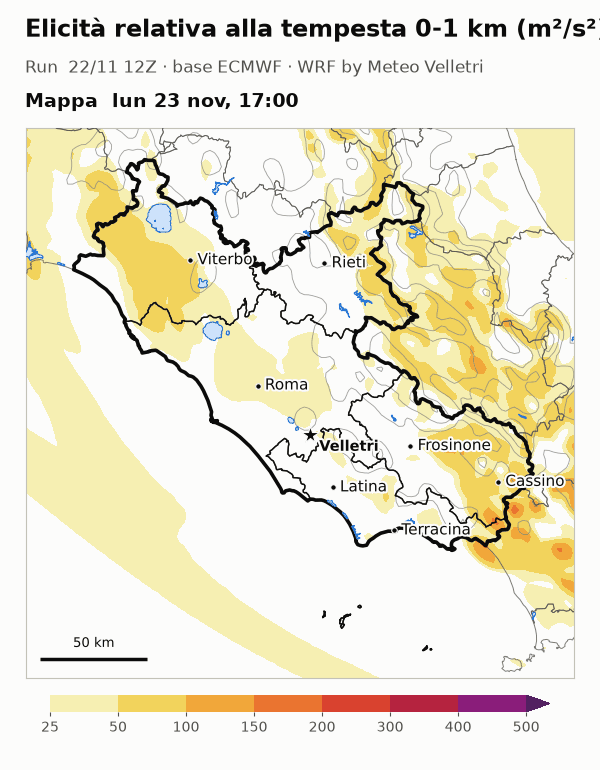 Elicità relativa alla tempesta 0-1 km (m²/s²)
Run 22/11 12Z · base ECMWF · WRF by Meteo Velletri
Mappa lun 23 nov, 17:00
Viterbo
Rieti
Roma
Velletri
Frosinone
Cassino
Latina
Terracina
50 km
25 50 100 150 200 300 400 500